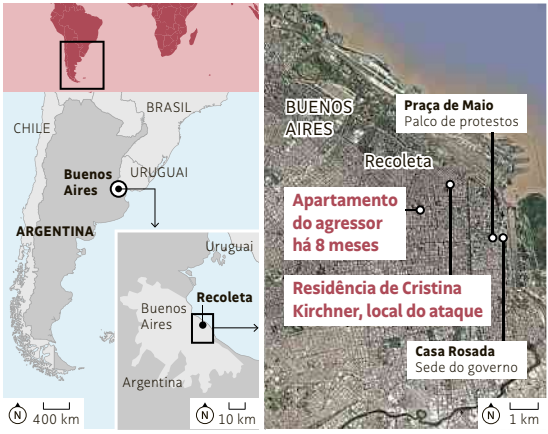 BRASIL
CHILE
Buenos
Aires
URUGUAI
ARGENTINA
Uruguai
Recoleta
Buenos
Aires
Argentina
N
400 km
N
10 km
BUENOS
AIRES
Praça de Maio
Palco de protestos
Recoleta
Apartamento
do agressor
há 8 meses
Residência de Cristina
Kirchner, local do ataque
Casa Rosada
Sede do governo
N
1 km